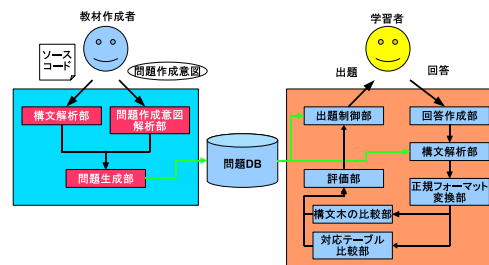 教材作成者
学習者
ソース
コード
問題作成意図
出題
回答
構文解析部
問題作成意図
解析部
問題生成部
問題DB
出題制御部
回答作成部
構文解析部
評価部
正規フォーマット
変換部
構文木の比較部
対応テーブル
比較部